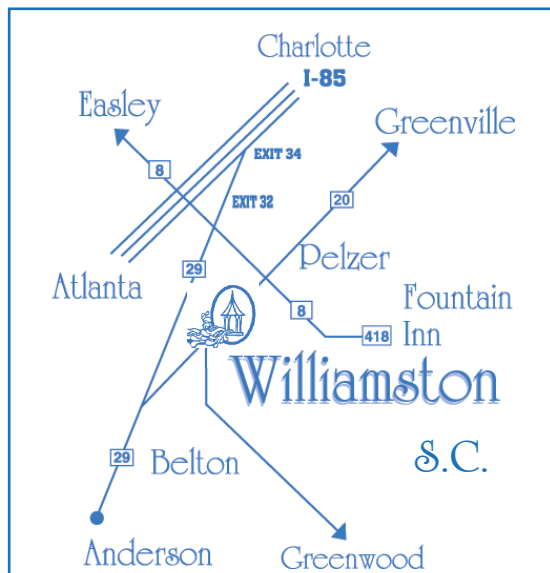 Charlotte
I-85
Easley
Greenville
EXIT 34
8
EXIT 32
20
Pelzer
29
Atlanta
Fountain
Inn
8
418
Williamston
S.C.
29
Belton
Anderson
Greenwood